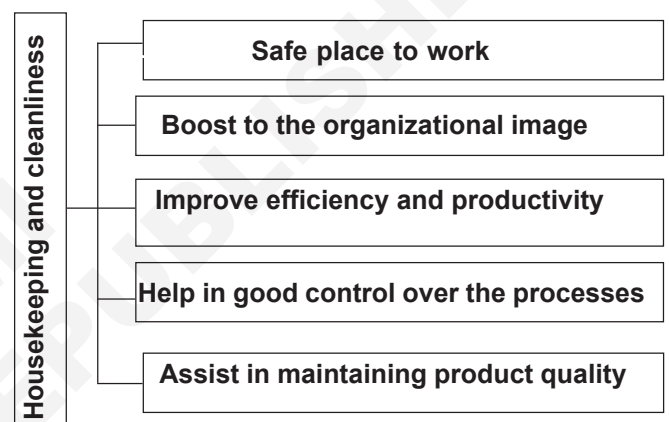 Housekeeping and cleanliness
Safe place to work
Boost to the organizational image
Improve efficiency and productivity
Help in good control over the processes
Assist in maintaining product quality